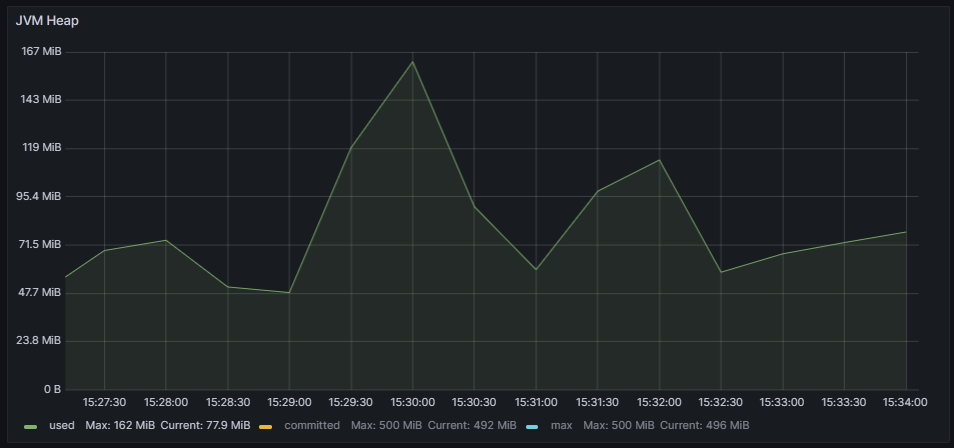 JVM Heap
167 MiB
143 MiB
119 MiB
95.4 MiB
71.5 MiB
47.7 MiB
23.8 MiB
0 B
15:27:30 15:28:00 15:28:30 15:29:00 15:29:30 15:30:00 15:30:30 15:31:00 15:31:30 15:32:00 15:32:30 15:33:00 15:33:30 15:34:00
used Max: 162 MiB Current: 77.9 MiB committed Max: 500 MiB Current: 492 MiB max Max: 500 MiB Current: 496 MiB